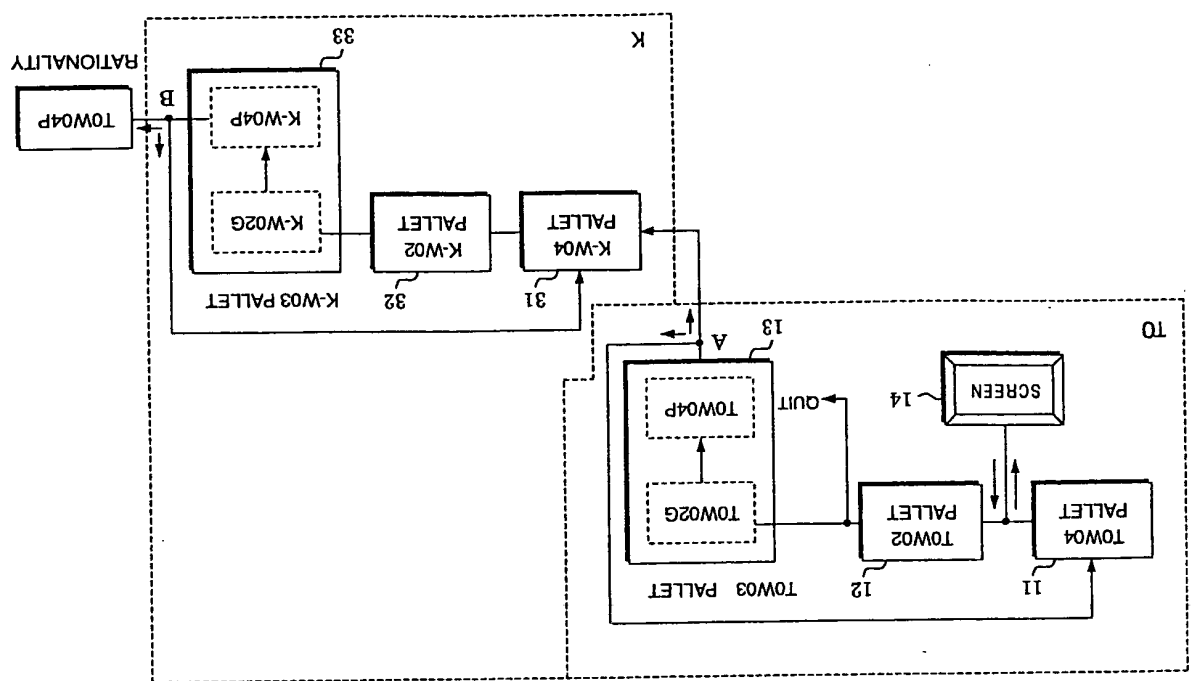 11
12
T0W03 PALLET
T0W04
PALLET
T0W02
PALLET
T0W02G
T0W04P
QUIT
SCREEN
14
13
A
TO
31
32
K-W03 PALLET
K-W04
PALLET
K-W02
PALLET
K-W02G
K-W04P
33
B
T0W04P
RATIONALITY
K